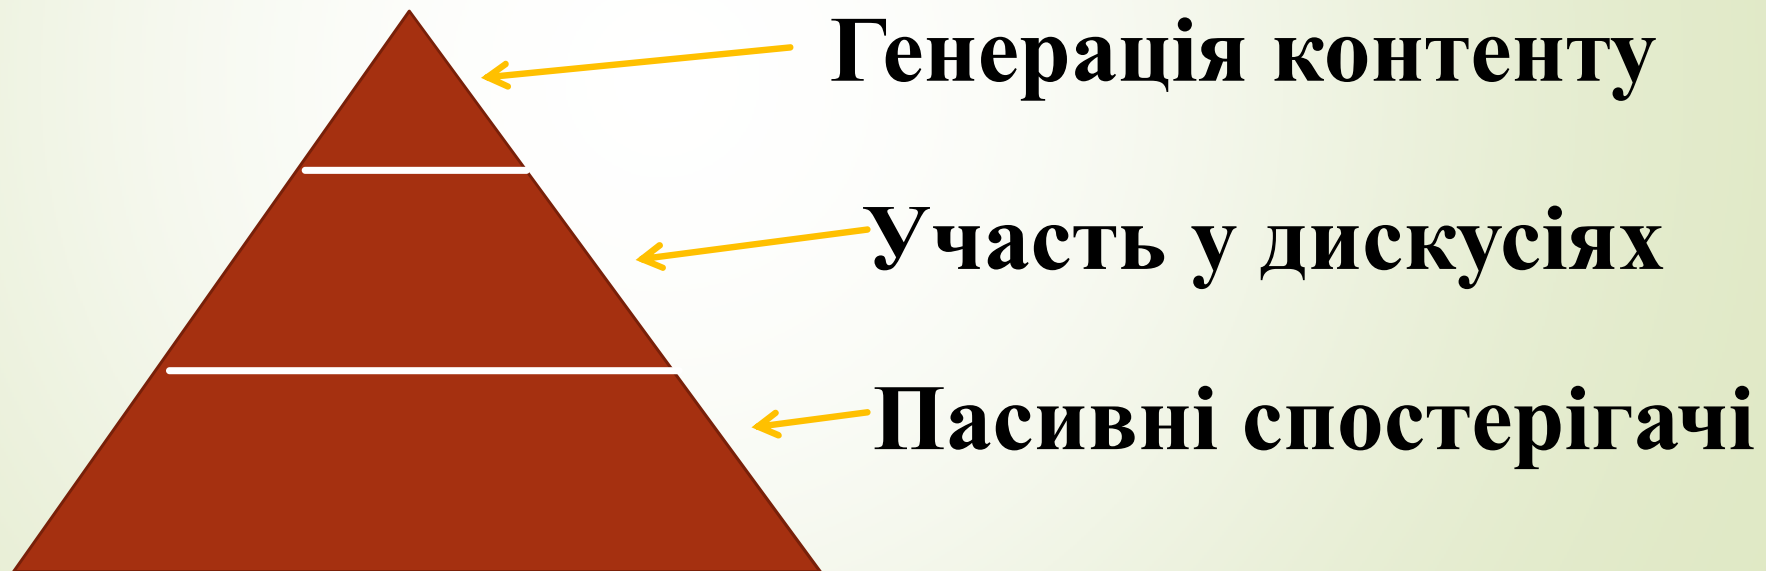 Генерація контенту
Участь у дискусіях
Пасивні спостерігачі